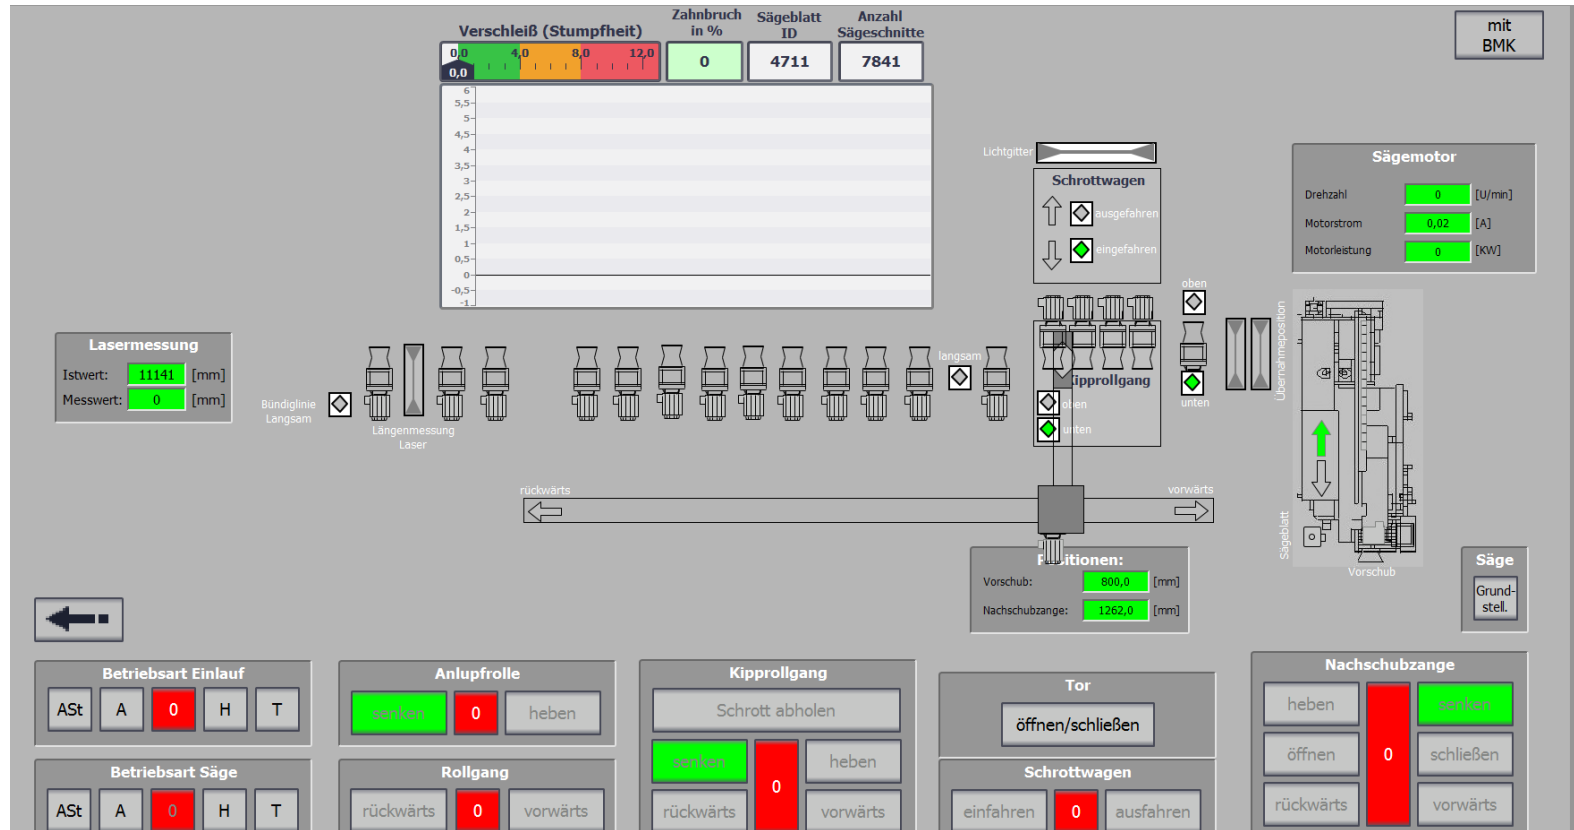 Verschleiß (Stumpfheit)
Zahnbruch
in %
Sägeblatt
ID
Anzahl
Sägeschnitte
mit
BMK
0,0 4,0 8,0 12,0
0,0
0
4711
7841
6
5,5
5
4,5
4
3,5
3
2,5
2
1,5
1
0,5
0
-0,5
-1
Lichtgitter
Schrottwagen
ausgefahren
eingefahren
Sägemotor
Drehzahl 0 [U/min]
Motorstrom 0,02 [A]
Motorleistung 0 [KW]
oben
unten
Übernahmeposition
Lasermessung
Istwert: 11141 [mm]
Messwert: 0 [mm]
Bündiglinie
Langsam
Längenmessung
Laser
langsam
Kipprollgang
oben
unten
rückwärts
vorwärts
Sägeblatt
Vorschub
Positionen:
Vorschub: 800,0 [mm]
Nachschubzange: 1262,0 [mm]
Säge
Grund-
stell.
Betriebsart Einlauf
ASt A 0 H T
Betriebsart Säge
ASt A 0 H T
Anlupfrolle
senken 0 heben
Rollgang
rückwärts 0 vorwärts
Kipprollgang
Schrott abholen
senken 0 heben
rückwärts vorwärts
Tor
öffnen/schließen
Schrottwagen
einfahren 0 ausfahren
Nachschubzange
heben senken
öffnen 0 schließen
rückwärts vorwärts